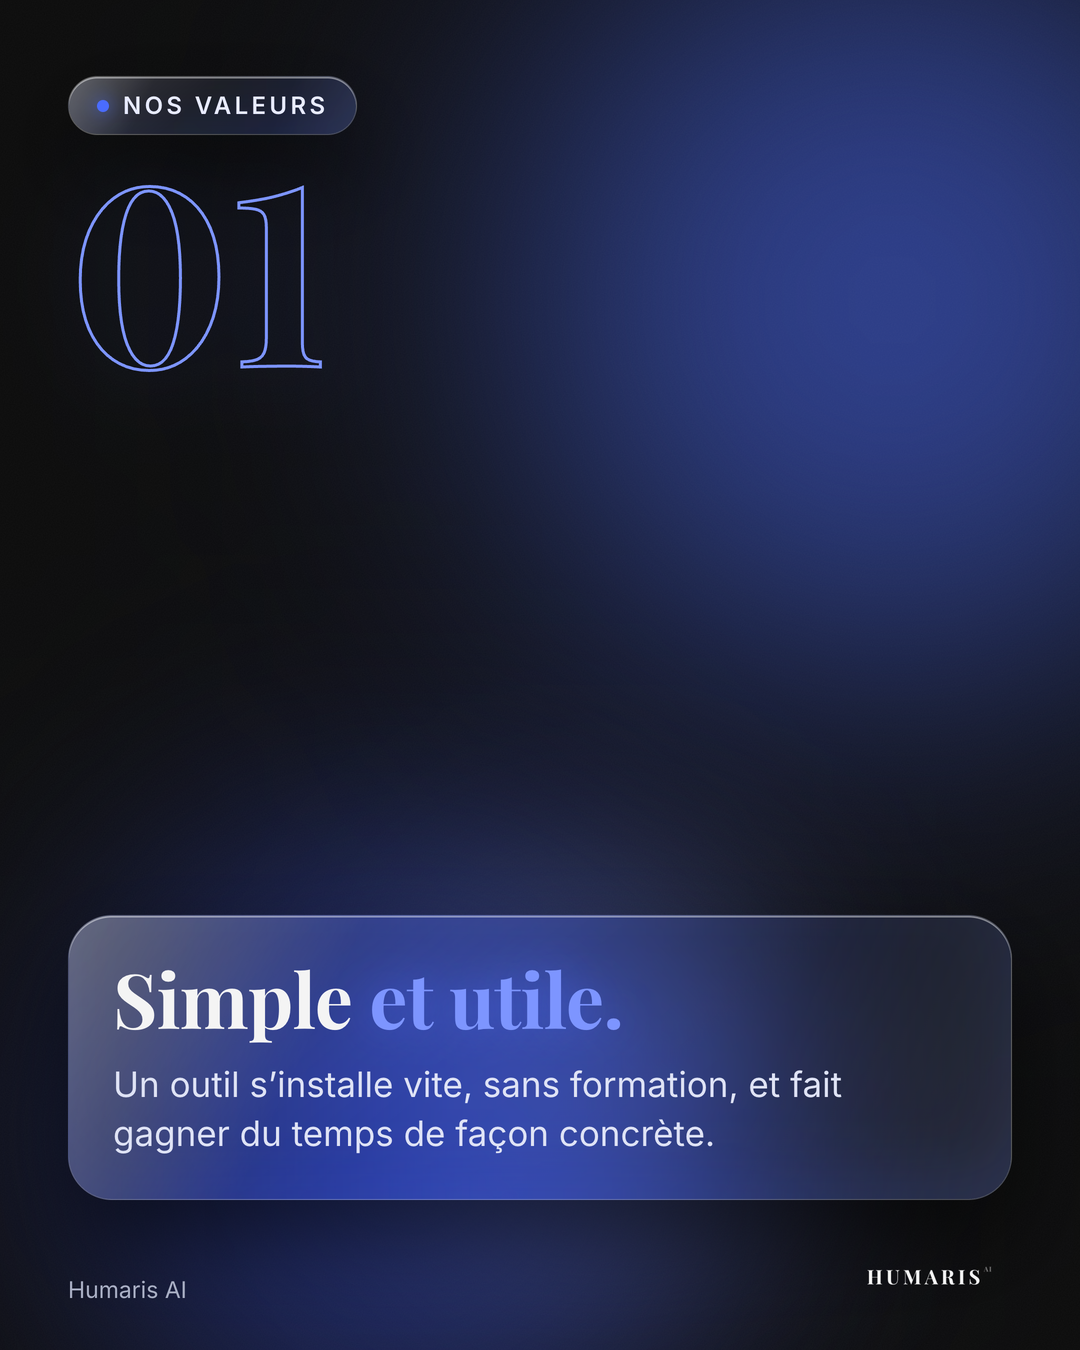 NOS VALEURS
01
Simple et utile.
Un outil s’installe vite, sans formation, et fait
gagner du temps de façon concrète.
Humaris AI
HUMARIS AI